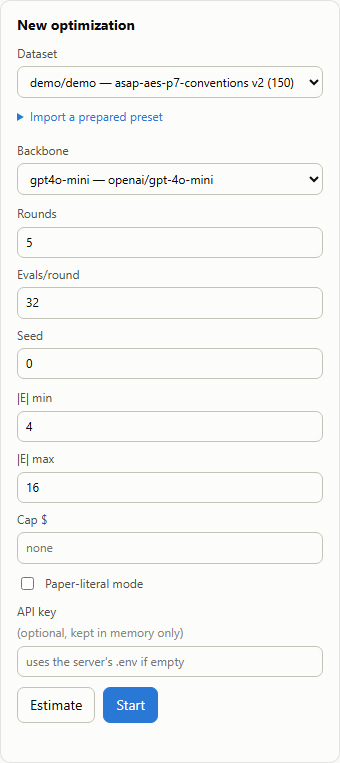 New optimization
Dataset
demo/demo — asap-aes-p7-conventions v2 (150)
Import a prepared preset
Backbone
gpt4o-mini — openai/gpt-4o-mini
Rounds
5
Evals/round
32
Seed
0
|E| min
4
|E| max
16
Cap $
none
Paper-literal mode
API key
(optional, kept in memory only)
uses the server's .env if empty
Estimate
Start